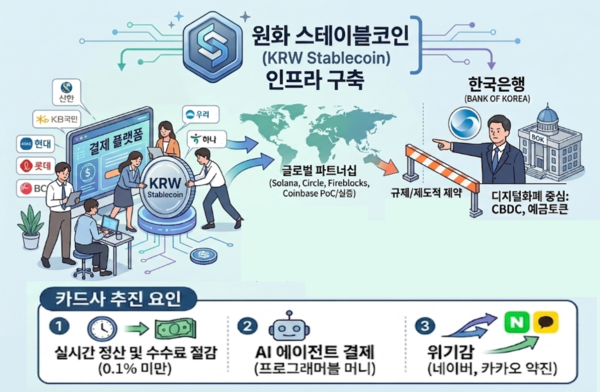 원화 스테이블코인
(KRW Stablecoin)
인프라 구축
신한
KB국민
현대
롯데
BC
결제 플랫폼
우리
하나
KRW
Stablecoin
글로벌 파트너십
(Solana, Circle, Fireblocks,
Coinbase PoC/실증)
한국은행
(BANK OF KOREA)
BOK
규제/제도적 제약
디지털화폐 중심:
CBDC, 예금토큰
카드사 추진 요인
1
실시간 정산 및 수수료 절감
(0.1% 미만)
2
AI 에이전트 결제
(프로그래머블 머니)
3
N
위기감
(네이버, 카카오 약진)